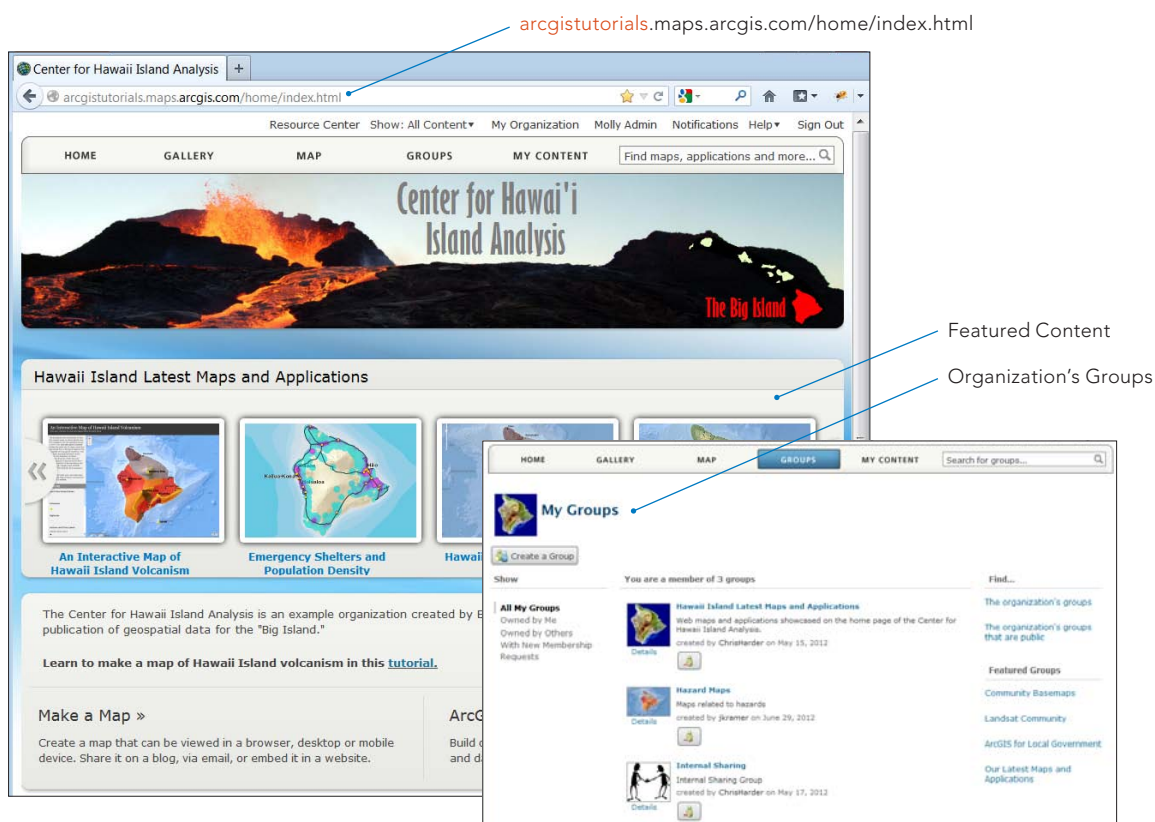 arcgistutorials.maps.arcgis.com/home/index.html
Center for Hawaii Island Analysis
arcgistutorials.maps.arcgis.com/home/index.html
Resource Center Show: All Content▾ My Organization Molly Admin Notifications Help▾ Sign Out
HOME GALLERY MAP GROUPS MY CONTENT Find maps, applications and more...
Center for Hawai'i
Island Analysis
The Big Island
Featured Content
Organization's Groups
Hawaii Island Latest Maps and Applications
An Interactive Map of Hawaii Island Volcanism
An Interactive Map of
Hawaii Island Volcanism
Emergency Shelters and
Population Density
Hawaii
The Center for Hawaii Island Analysis is an example organization created by
publication of geospatial data for the "Big Island."
Learn to make a map of Hawaii Island volcanism in this tutorial.
Make a Map »
Create a map that can be viewed in a browser, desktop or mobile
device. Share it on a blog, via email, or embed it in a website.
Build
HOME GALLERY MAP GROUPS MY CONTENT Search for groups...
My Groups
Create a Group
Show
All My Groups
Owned by Me
Owned by Others
With New Membership
Requests
You are a member of 3 groups
Hawaii Island Latest Maps and Applications
Web maps and applications showcased on the home page of the Center for
Hawaii Island Analysis.
created by ChrisHarder on May 15, 2012
Details
Hazard Maps
Maps related to hazards
created by jkramer on June 29, 2012
Details
Internal Sharing
Internal Sharing Group
created by ChrisHarder on May 17, 2012
Details
Find...
The organization's groups
The organization's groups
that are public
Featured Groups
Community Basemaps
Landsat Community
ArcGIS for Local Government
Our Latest Maps and
Applications